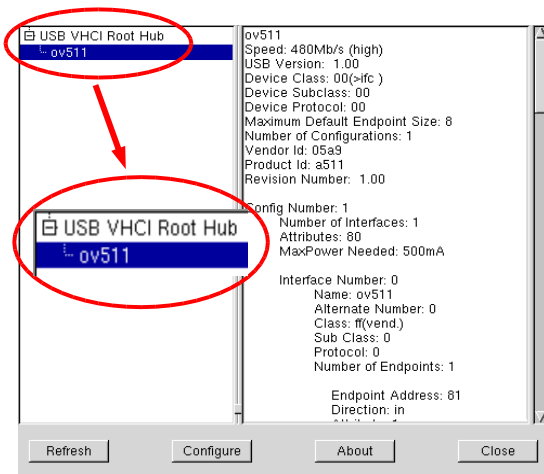 USB VHCI Root Hub
ov511
USB VHCI Root Hub
ov511
ov511
Speed: 480Mb/s (high)
USB Version: 1.00
Device Class: 00(>ifc )
Device Subclass: 00
Device Protocol: 00
Maximum Default Endpoint Size: 8
Number of Configurations: 1
Vendor Id: 05a9
Product Id: a511
Revision Number: 1.00
Config Number: 1
Number of Interfaces: 1
Attributes: 80
MaxPower Needed: 500mA
Interface Number: 0
Name: ov511
Alternate Number: 0
Class: ff(vend.)
Sub Class: 0
Protocol: 0
Number of Endpoints: 1
Endpoint Address: 81
Direction: in
Refresh
Configure
About
Close